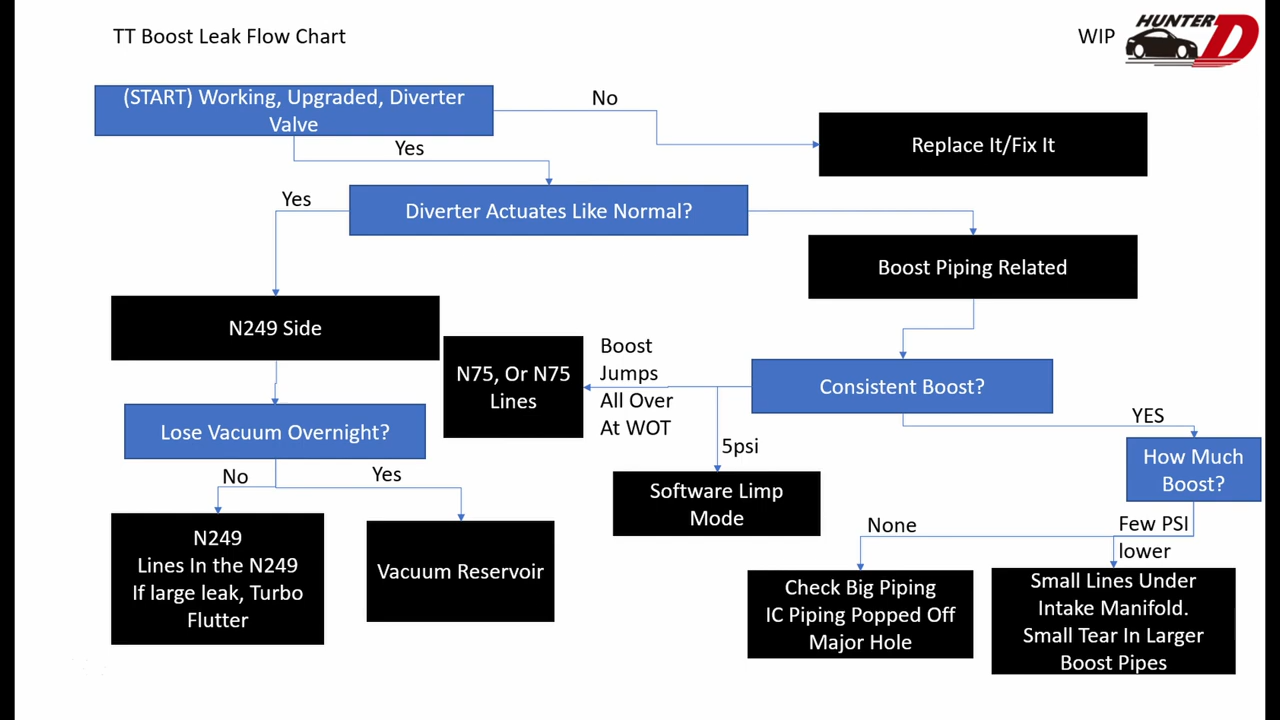 TT Boost Leak Flow Chart
WIP
HUNTER D
(START) Working, Upgraded, Diverter
Valve
No
Replace It/Fix It
Yes
Yes
Diverter Actuates Like Normal?
Boost Piping Related
N249 Side
N75, Or N75
Lines
Boost
Jumps
All Over
At WOT
Consistent Boost?
YES
Lose Vacuum Overnight?
5psi
How Much
Boost?
No
Yes
Software Limp
Mode
None
Few PSI
lower
N249
Lines In the N249
If large leak, Turbo
Flutter
Vacuum Reservoir
Check Big Piping
IC Piping Popped Off
Major Hole
Small Lines Under
Intake Manifold.
Small Tear In Larger
Boost Pipes